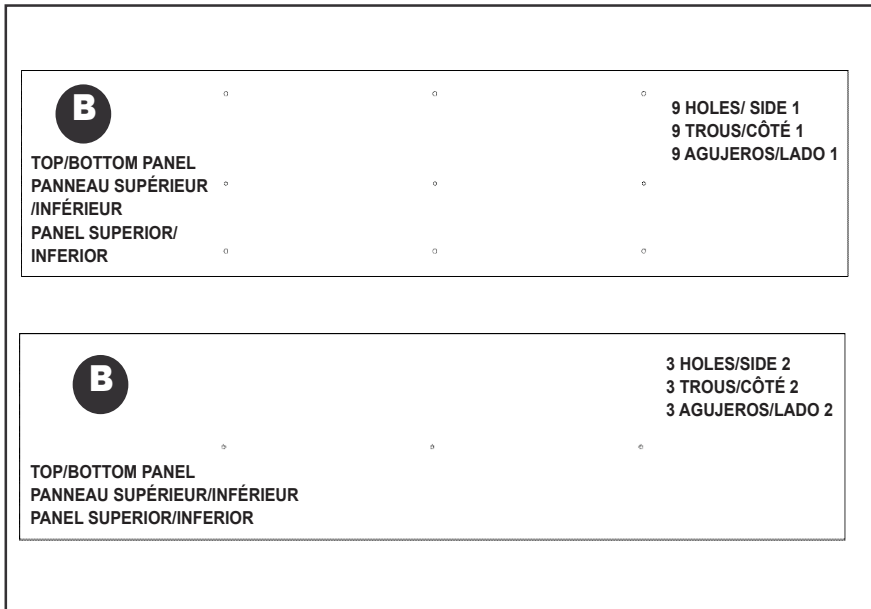 B
TOP/BOTTOM PANEL
PANNEAU SUPÉRIEUR
/INFÉRIEUR
PANEL SUPERIOR/
INFERIOR
9 HOLES/ SIDE 1
9 TROUS/CÔTÉ 1
9 AGUJEROS/LADO 1
B
TOP/BOTTOM PANEL
PANNEAU SUPÉRIEUR/INFÉRIEUR
PANEL SUPERIOR/INFERIOR
3 HOLES/SIDE 2
3 TROUS/CÔTÉ 2
3 AGUJEROS/LADO 2